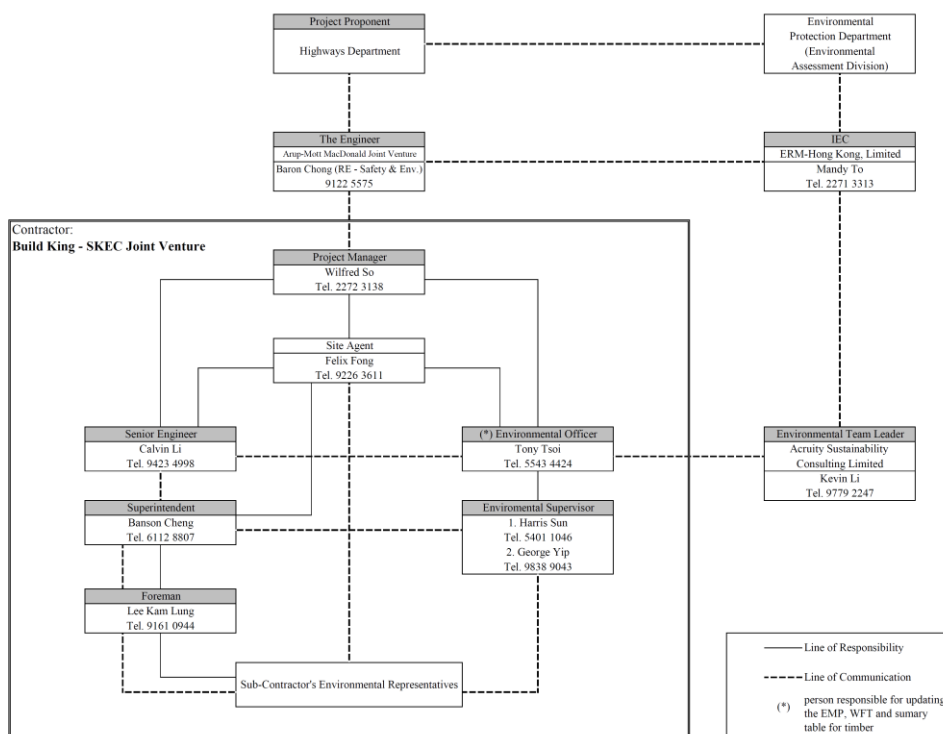 Project Proponent
Highways Department
Environmental
Protection Department
(Environmental
Assessment Division)
The Engineer
Arup-Mott MacDonald Joint Venture
Baron Chong (RE - Safety & Env.)
9122 5575
IEC
ERM-Hong Kong, Limited
Mandy To
Tel. 2271 3313
Contractor:
Build King - SKEC Joint Venture
Project Manager
Wilfred So
Tel. 2272 3138
Site Agent
Felix Fong
Tel. 9226 3611
Senior Engineer
Calvin Li
Tel. 9423 4998
(*) Environmental Officer
Tony Tsoi
Tel. 5543 4424
Environmental Team Leader
Acruity Sustainability
Consulting Limited
Kevin Li
Tel. 9779 2247
Superintendent
Banson Cheng
Tel. 6112 8807
Enviromental Supervisor
1. Harris Sun
Tel. 5401 1046
2. George Yip
Tel. 9838 9043
Foreman
Lee Kam Lung
Tel. 9161 0944
Sub-Contractor's Environmental Representatives
Line of Responsibility
Line of Communication
(*) person responsible for updating
the EMP, WFT and sumary
table for timber